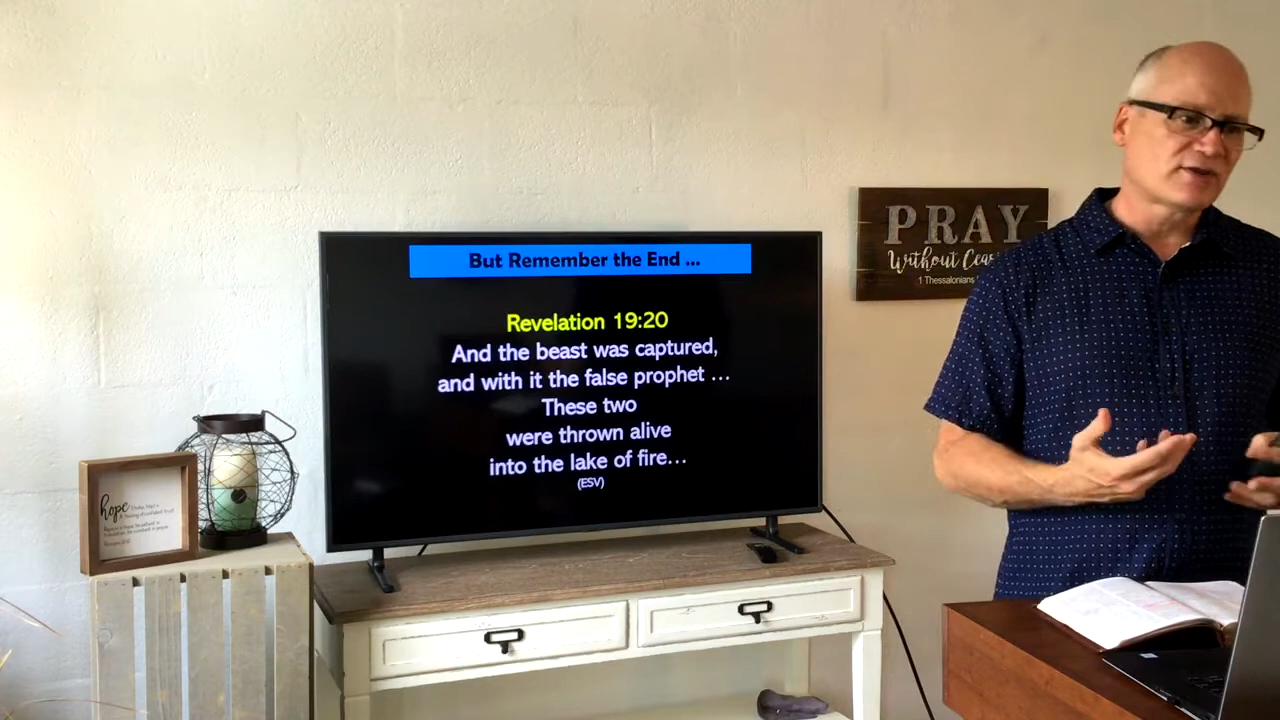 But Remember the End ...
Revelation 19:20
And the beast was captured,
and with it the false prophet ...
These two
were thrown alive
into the lake of fire...
(ESV)
PRAY
Without
1 Thessalonians
hope